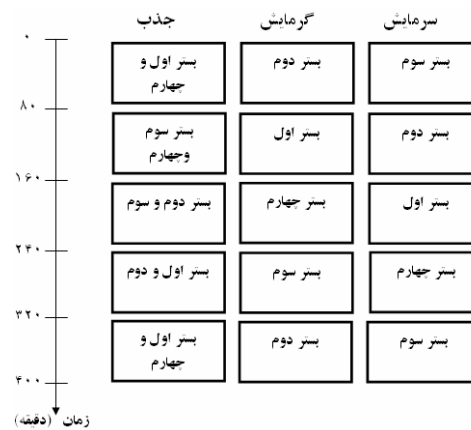 جذب گرمایش سرمایش
۰
بستر اول و چهارم بستر دوم بستر سوم
۸۰
بستر سوم وچهارم بستر اول بستر دوم
۱۶۰
بستر دوم و سوم بستر چهارم بستر اول
۲۴۰
بستر اول و دوم بستر سوم بستر چهارم
۳۲۰
بستر اول و چهارم بستر دوم بستر سوم
۴۰۰
زمان (دقیقه)